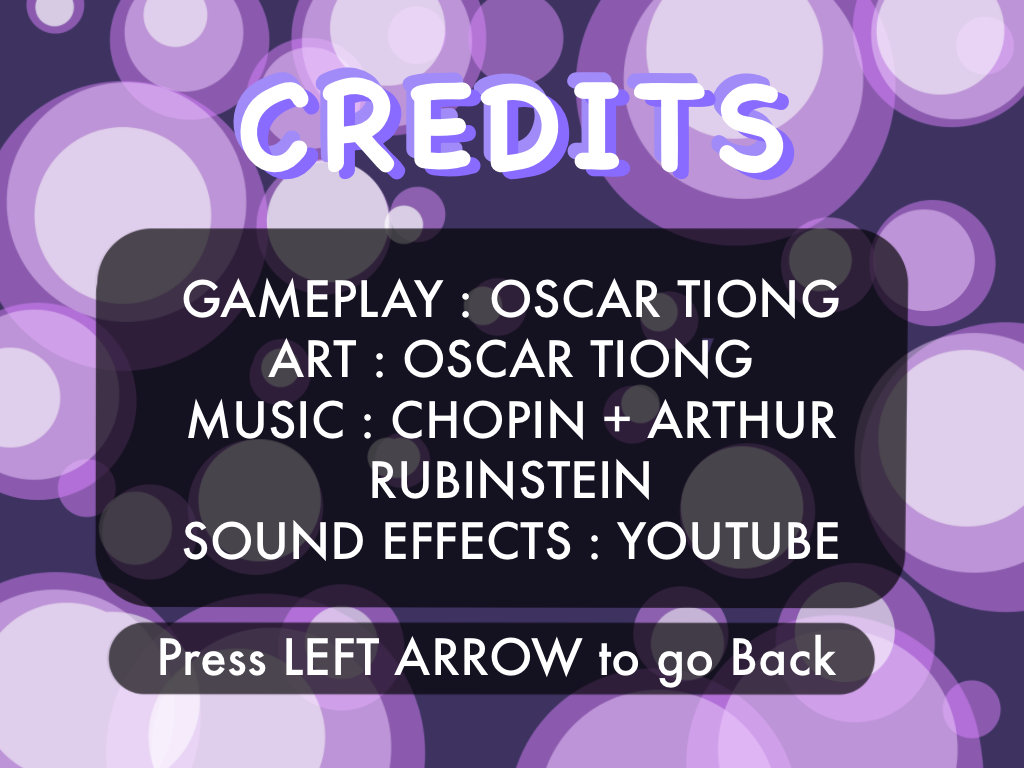 CREDITS
GAMEPLAY : OSCAR TIONG
ART : OSCAR TIONG
MUSIC : CHOPIN + ARTHUR
RUBINSTEIN
SOUND EFFECTS : YOUTUBE
Press LEFT ARROW to go Back